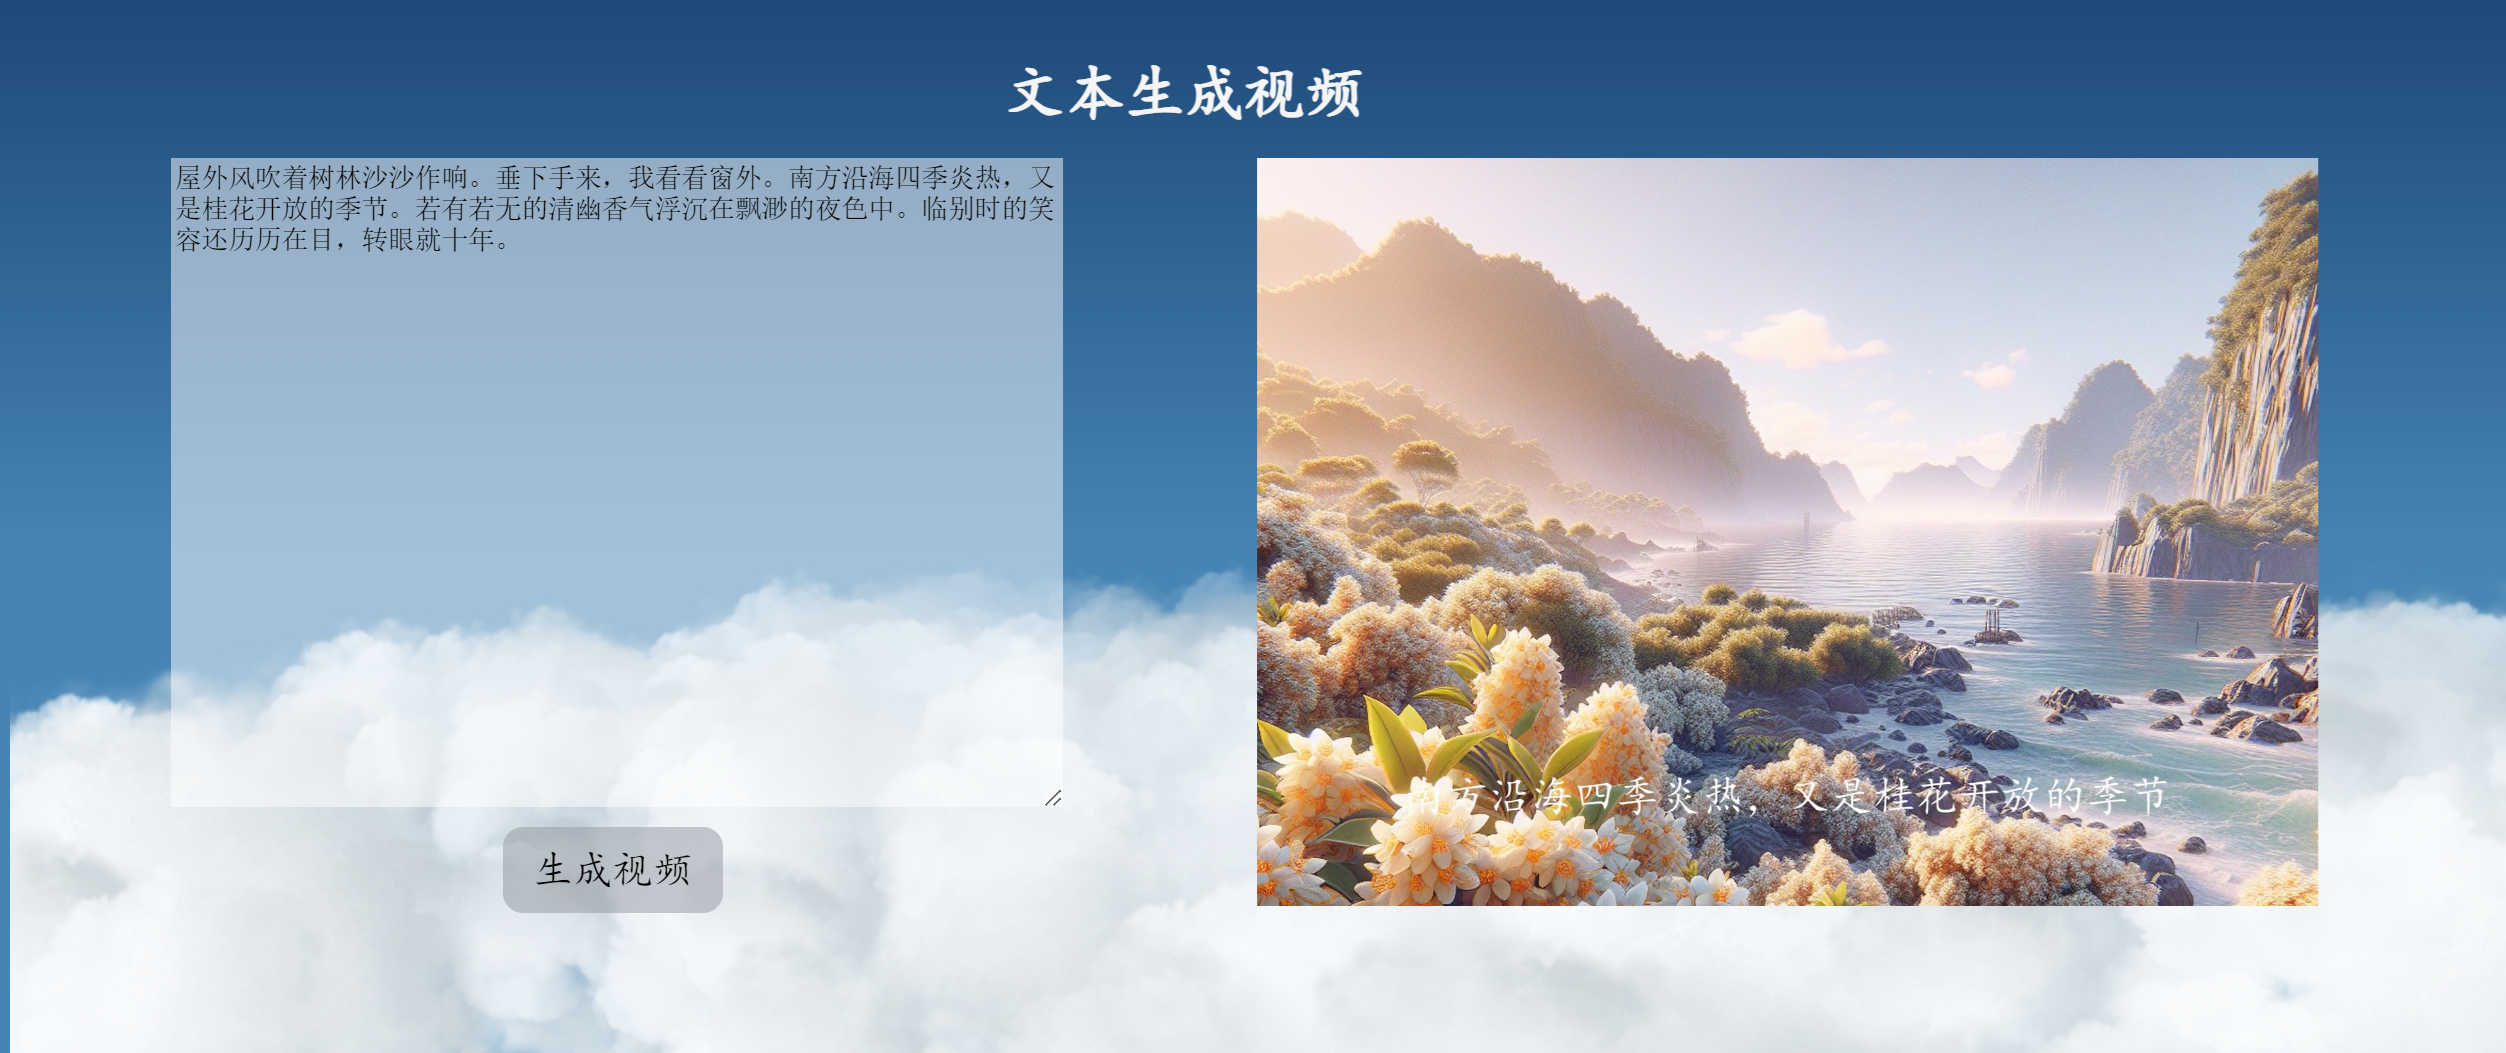 文本生成视频
屋外风吹着树林沙沙作响。垂下手来，我看看窗外。南方沿海四季炎热，又
是桂花开放的季节。若有若无的清幽香气浮沉在飘渺的夜色中。临别时的笑
容还历历在目，转眼就十年。
生成视频
南方沿海四季炎热，又是桂花开放的季节